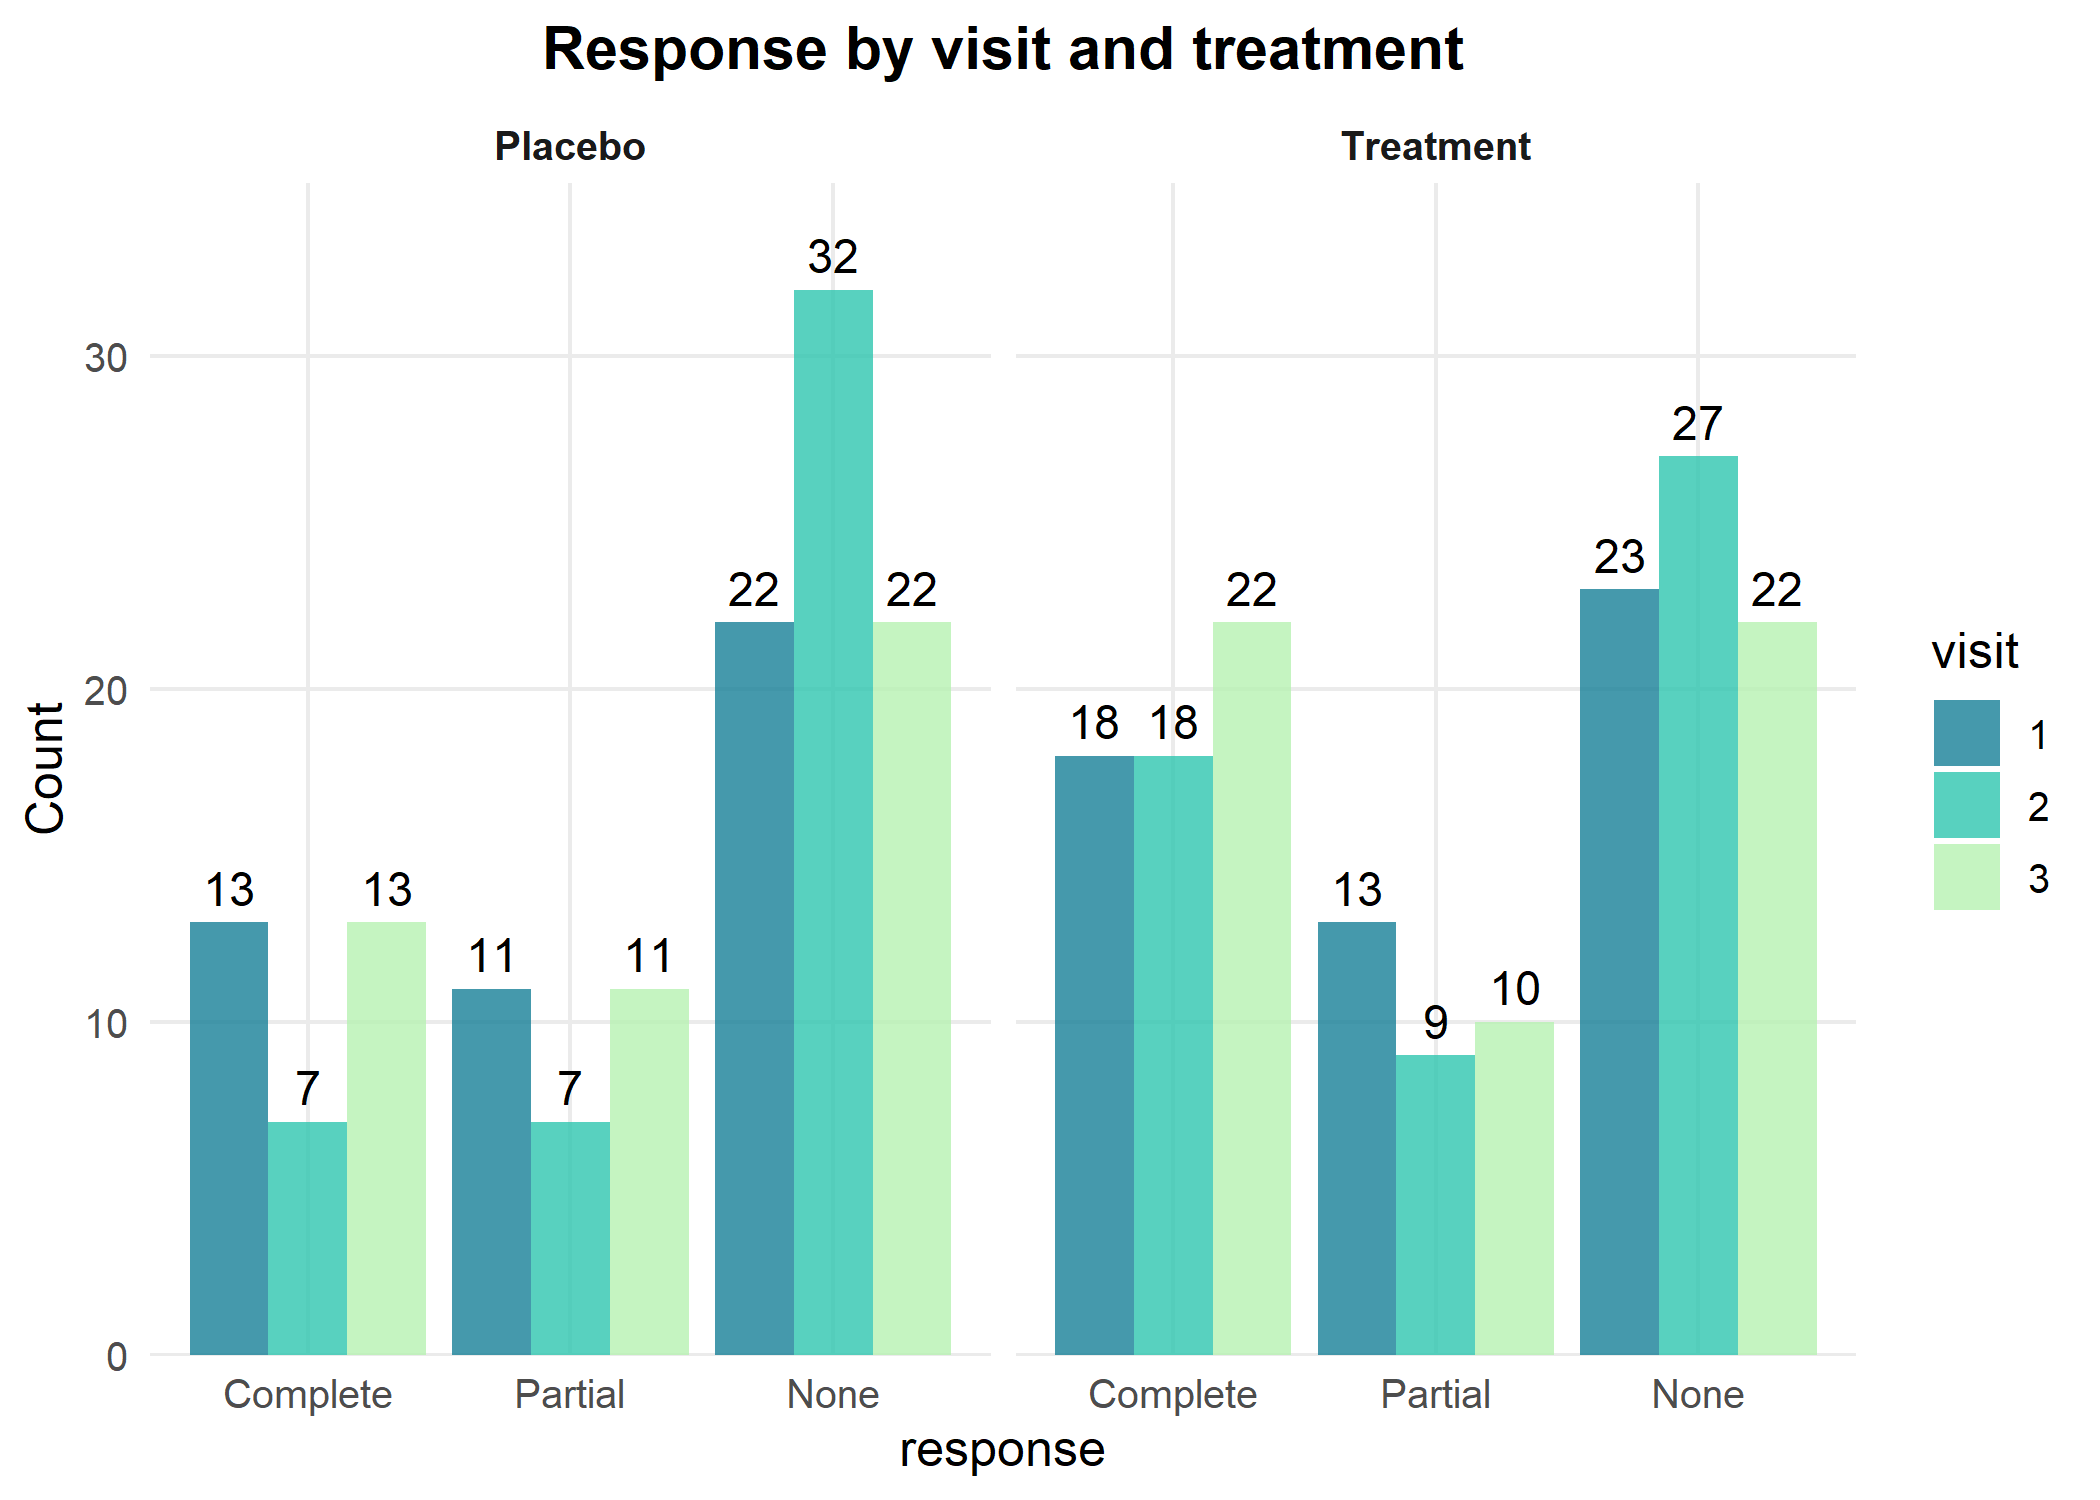 Response by visit and treatment
Placebo
Treatment
32
27
22
22
23
22
22
18
18
13
13
11
11
7
7
13
9
10
30
20
10
0
Count
Complete
Partial
None
Complete
Partial
None
response
visit
1
2
3